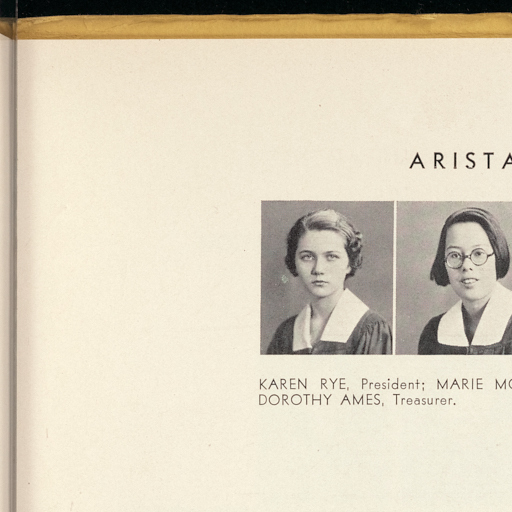 ARISTA
KAREN RYE, President; MARIE
DOROTHY AMES, Treasurer.